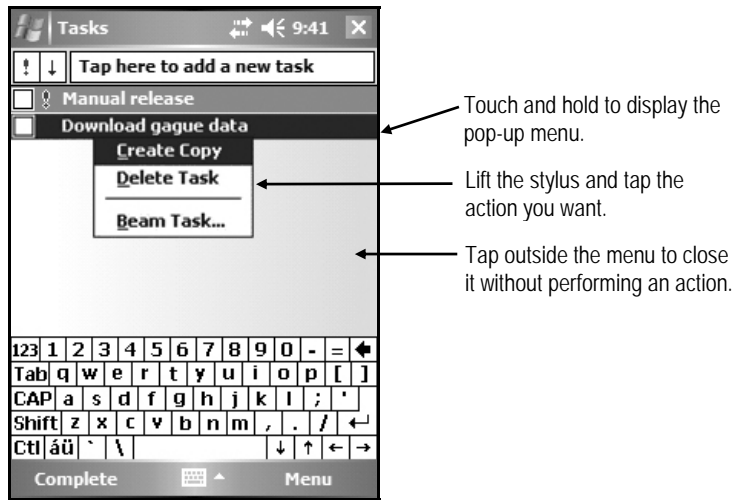 Tasks 9:41
! ↓ Tap here to add a new task
! Manual release
Download gague data
Create Copy
Delete Task
Beam Task...
Touch and hold to display the
pop-up menu.
Lift the stylus and tap the
action you want.
Tap outside the menu to close
it without performing an action.
123 1 2 3 4 5 6 7 8 9 0 - = 🡄
Tab q w e r t y u i o p [ ]
CAP a s d f g h j k l ; '
Shift z x c v b n m , . / ↵
Ctl áü ` \ ↓ ↑ ← →
Complete Menu